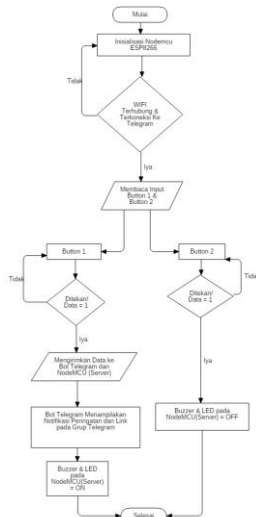 Mulai
Inisialisasi Nodemcu
ESP8266
Tidak
WIFI
Terhubung &
Terkoneksi Ke
Telegram
Iya
Membaca Input
Button 1 &
Button 2
Button 1
Button 2
Tidak
Tidak
Ditekan/
Data = 1
Ditekan/
Data = 1
Iya
Iya
Mengirimkan Data ke
Bot Telegram dan
NodeMCU (Server)
Bot Telegram Menampilakan
Notifikasi Peringatan dan Link
pada Grup Telegram
Buzzer & LED pada
NodeMCU(Server) = OFF
Buzzer & LED
pada
NodeMCU(Server)
= ON
Selesai